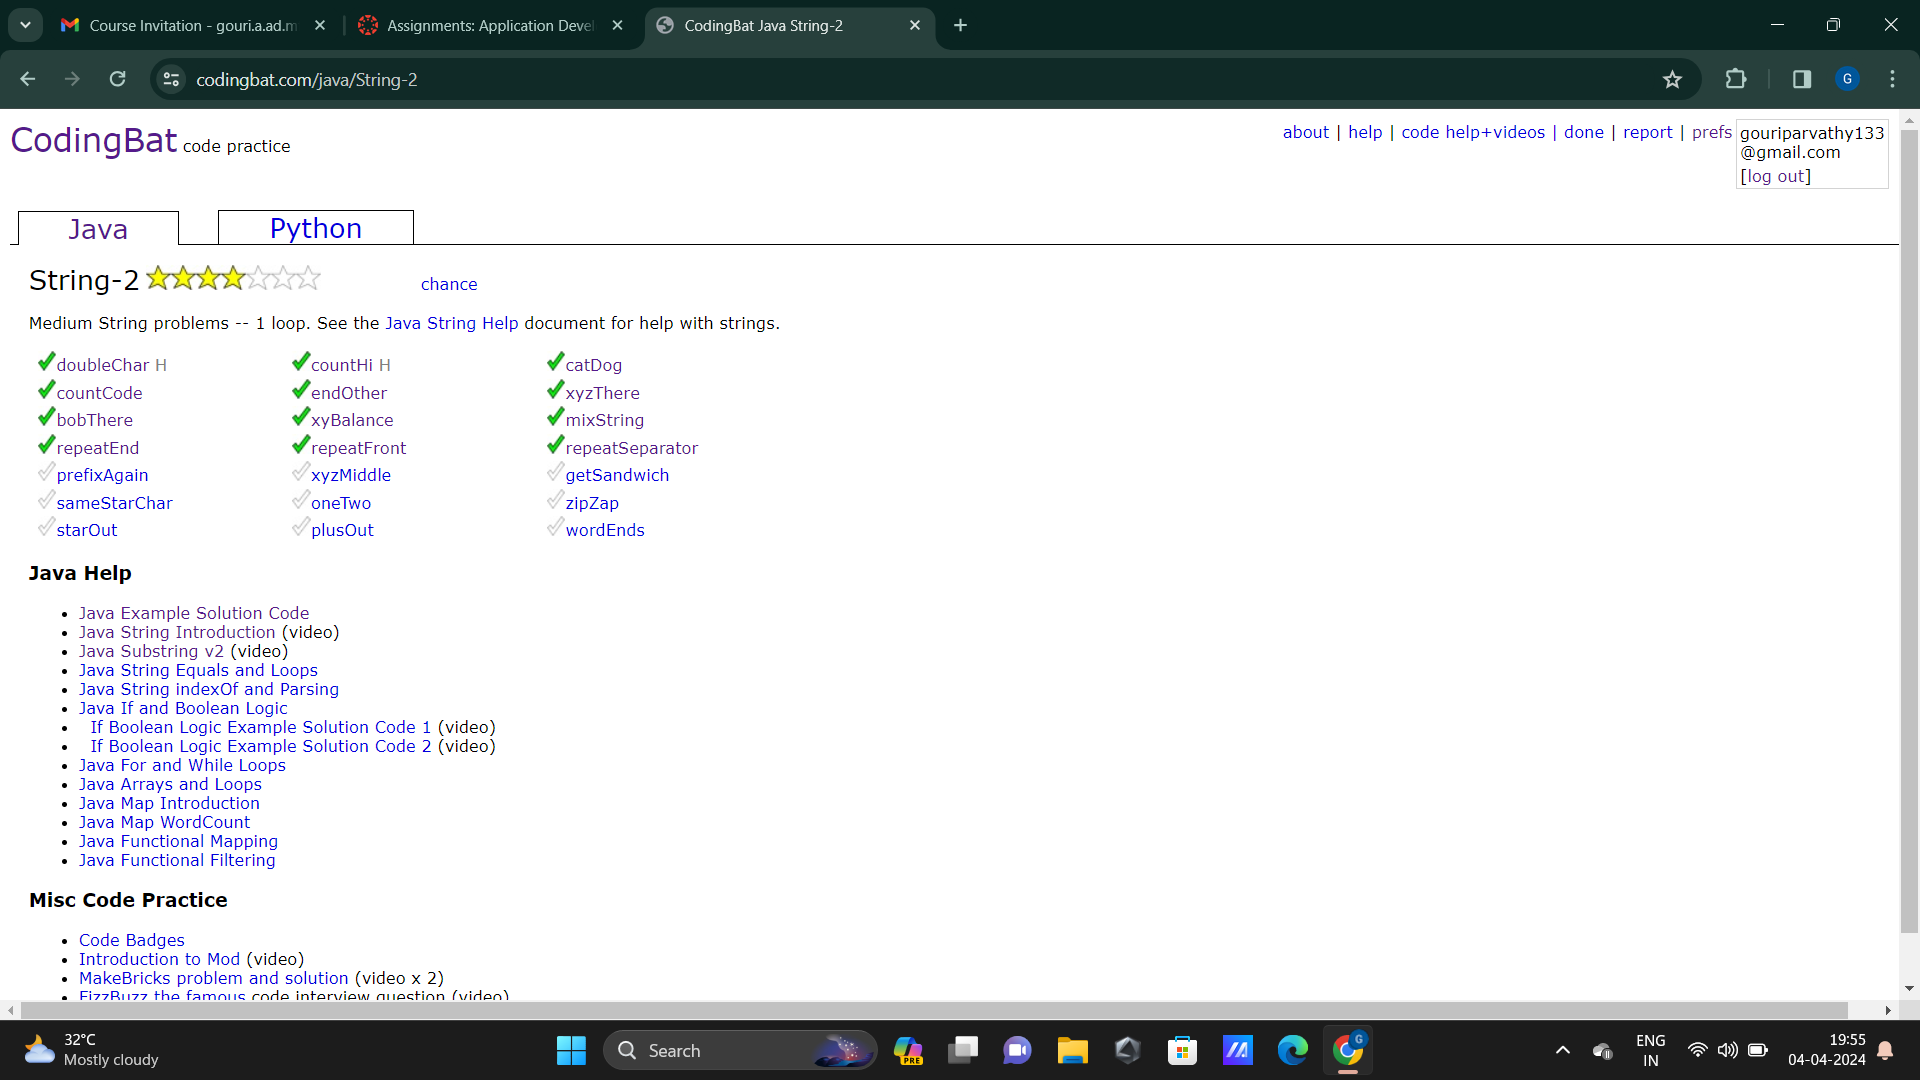 Course Invitation - gouri.a.ad.m
Assignments: Application Deve
CodingBat Java String-2
codingbat.com/java/String-2
G
CodingBat code practice
about | help | code help+videos | done | report | prefs
gouriparvathy133
@gmail.com
[log out]
Java
Python
String-2
chance
Medium String problems -- 1 loop. See the Java String Help document for help with strings.
doubleChar H countHi H catDog
countCode endOther xyzThere
bobThere xyBalance mixString
repeatEnd repeatFront repeatSeparator
prefixAgain xyzMiddle getSandwich
sameStarChar oneTwo zipZap
starOut plusOut wordEnds
Java Help
Java Example Solution Code
Java String Introduction (video)
Java Substring v2 (video)
Java String Equals and Loops
Java String indexOf and Parsing
Java If and Boolean Logic
If Boolean Logic Example Solution Code 1 (video)
If Boolean Logic Example Solution Code 2 (video)
Java For and While Loops
Java Arrays and Loops
Java Map Introduction
Java Map WordCount
Java Functional Mapping
Java Functional Filtering
Misc Code Practice
Code Badges
Introduction to Mod (video)
MakeBricks problem and solution (video x 2)
FizzBuzz the famous code interview question (video)
32°C
Mostly cloudy
Search
PRE
G
ENG
IN
19:55
04-04-2024